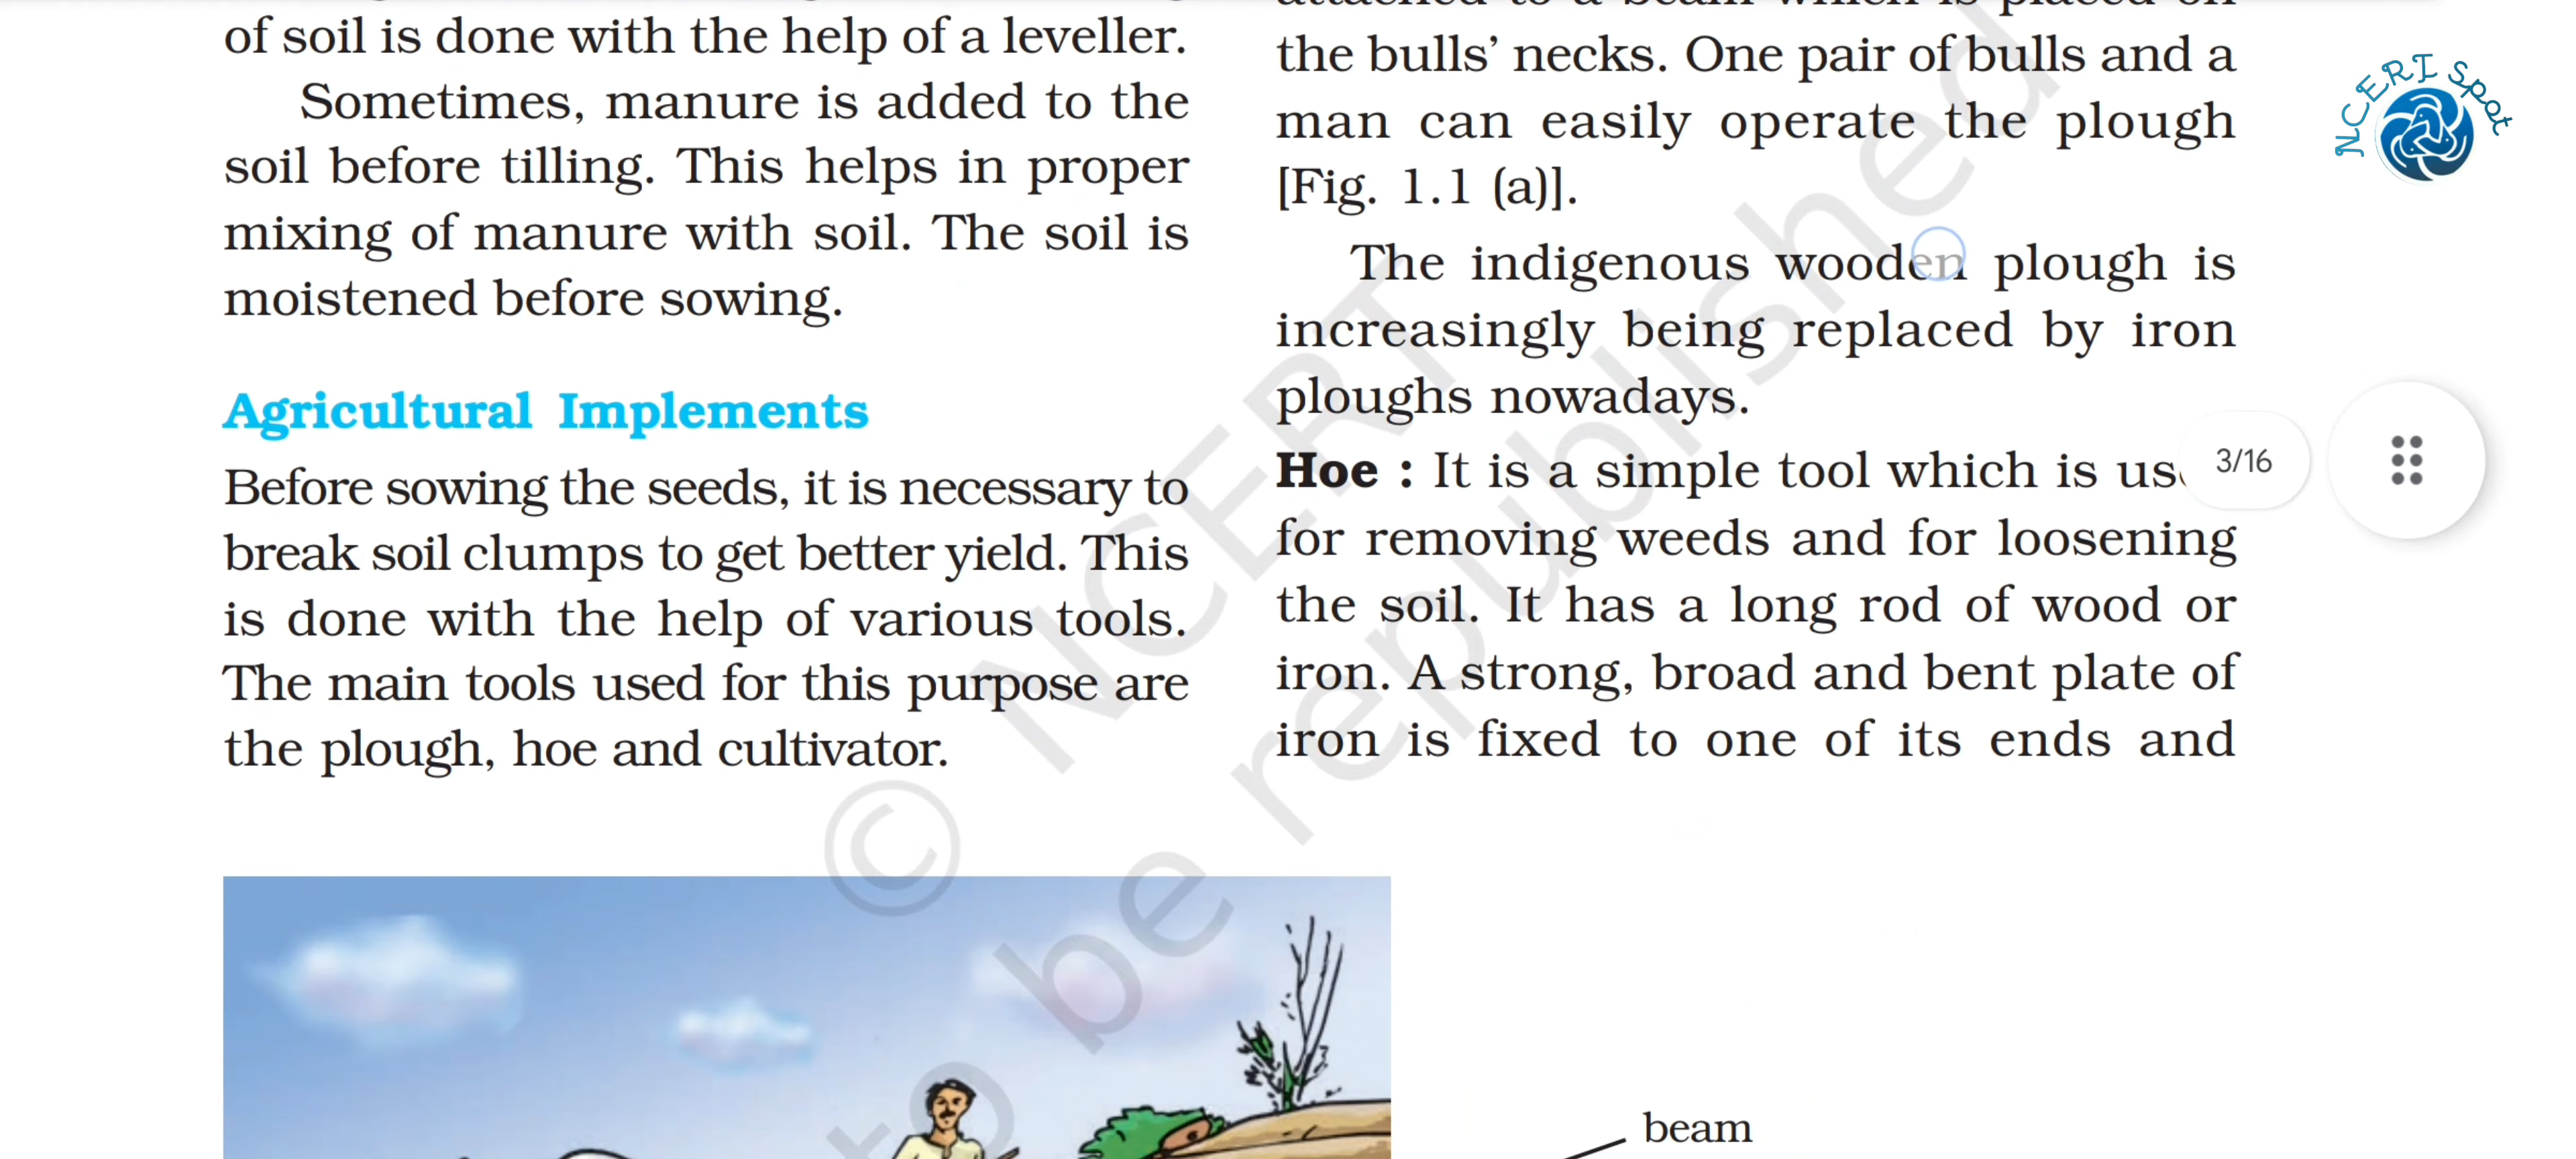 of soil is done with the help of a leveller.
Sometimes, manure is added to the
soil before tilling. This helps in proper
mixing of manure with soil. The soil is
moistened before sowing.
Agricultural Implements
Before sowing the seeds, it is necessary to
break soil clumps to get better yield. This
is done with the help of various tools.
The main tools used for this purpose are
the plough, hoe and cultivator.
attached to a beam which is placed on
the bulls' necks. One pair of bulls and a
man can easily operate the plough
[Fig. 1.1 (a)].
The indigenous wooden plough is
increasingly being replaced by iron
ploughs nowadays.
Hoe : It is a simple tool which is
for removing weeds and for loosening
the soil. It has a long rod of wood or
iron. A strong, broad and bent plate of
iron is fixed to one of its ends and
beam
3/16
NCERT Spot
© NCERT
to be republished